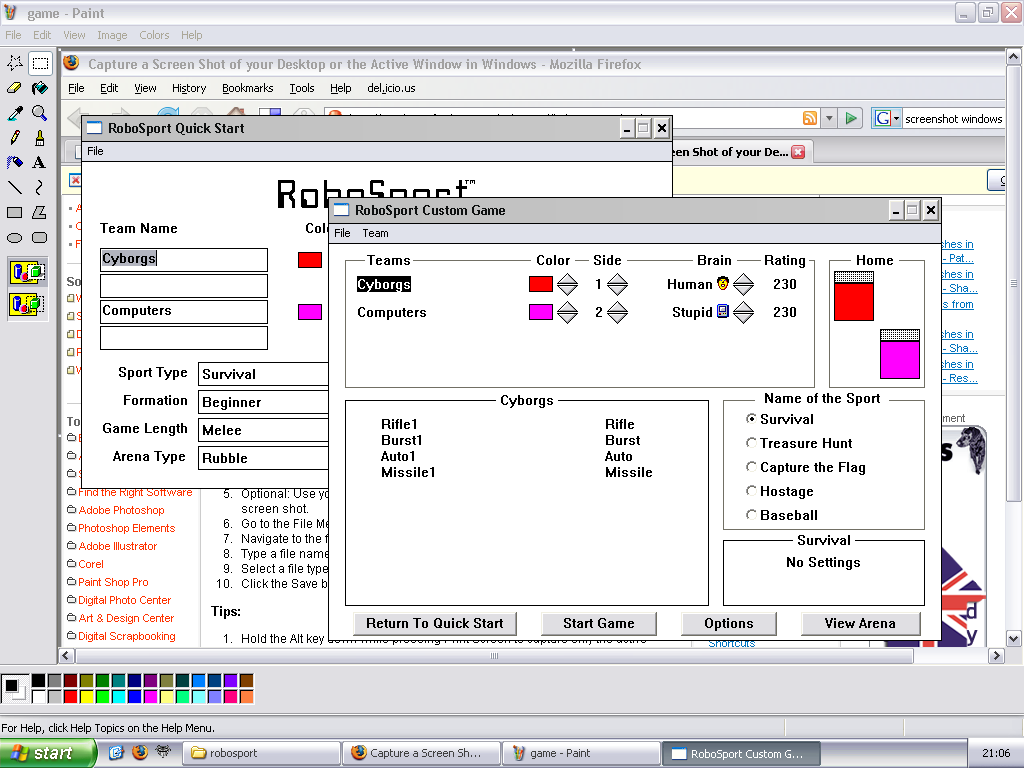 game - Paint
File Edit View Image Colors Help
Capture a Screen Shot of your Desktop or the Active Window in Windows - Mozilla Firefox
File Edit View History Bookmarks Tools Help del.icio.us
G screenshot windows
een Shot of your De...
RoboSport Quick Start
File
RoboSport™
Team Name
Cyborgs
Computers
Sport Type Survival
Formation Beginner
Game Length Melee
Arena Type Rubble
RoboSport Custom Game
File Team
Teams Color Side Brain Rating Home
Cyborgs 1 Human 230
Computers 2 Stupid 230
Cyborgs
Rifle1 Rifle
Burst1 Burst
Auto1 Auto
Missile1 Missile
Name of the Sport
Survival
Treasure Hunt
Capture the Flag
Hostage
Baseball
Survival
No Settings
Return To Quick Start Start Game Options View Arena
Find the Right Software
Adobe Photoshop
Photoshop Elements
Adobe Illustrator
Corel
Paint Shop Pro
Digital Photo Center
Art & Design Center
Digital Scrapbooking
5. Optional: Use yo
screen shot.
6. Go to the File Me
7. Navigate to the f
8. Type a file name
9. Select a file type
10. Click the Save b
Tips:
1. Hold the Alt key
shes in
- Pat...
shes in
- Sha...
s from
shes in
- Sha...
shes in
- Res...
Shortcuts
For Help, click Help Topics on the Help Menu.
start robosport Capture a Screen Sh... game - Paint RoboSport Custom G... 21:06